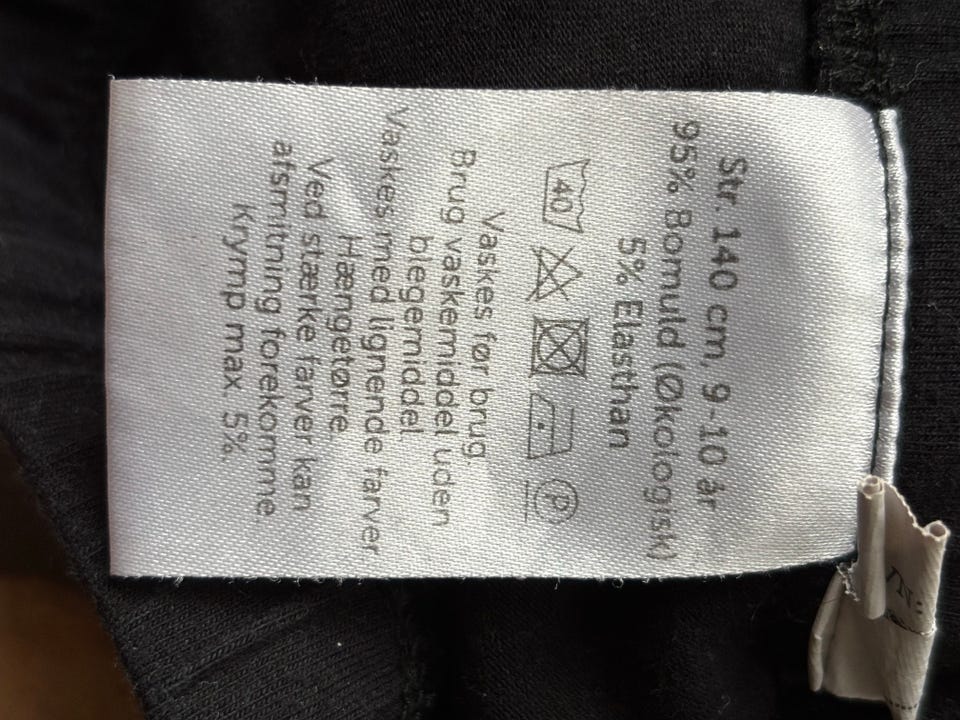 Str. 140 cm, 9-10 år
95% Bomuld (Økologisk)
5% Elasthan
40 P
Vaskes før brug.
Brug vaskemiddel uden
blegemiddel.
Vaskes med lignende farver.
Hængetørre.
Ved stærke farver kan
afsmitning forekomme.
Krymp max. 5%.